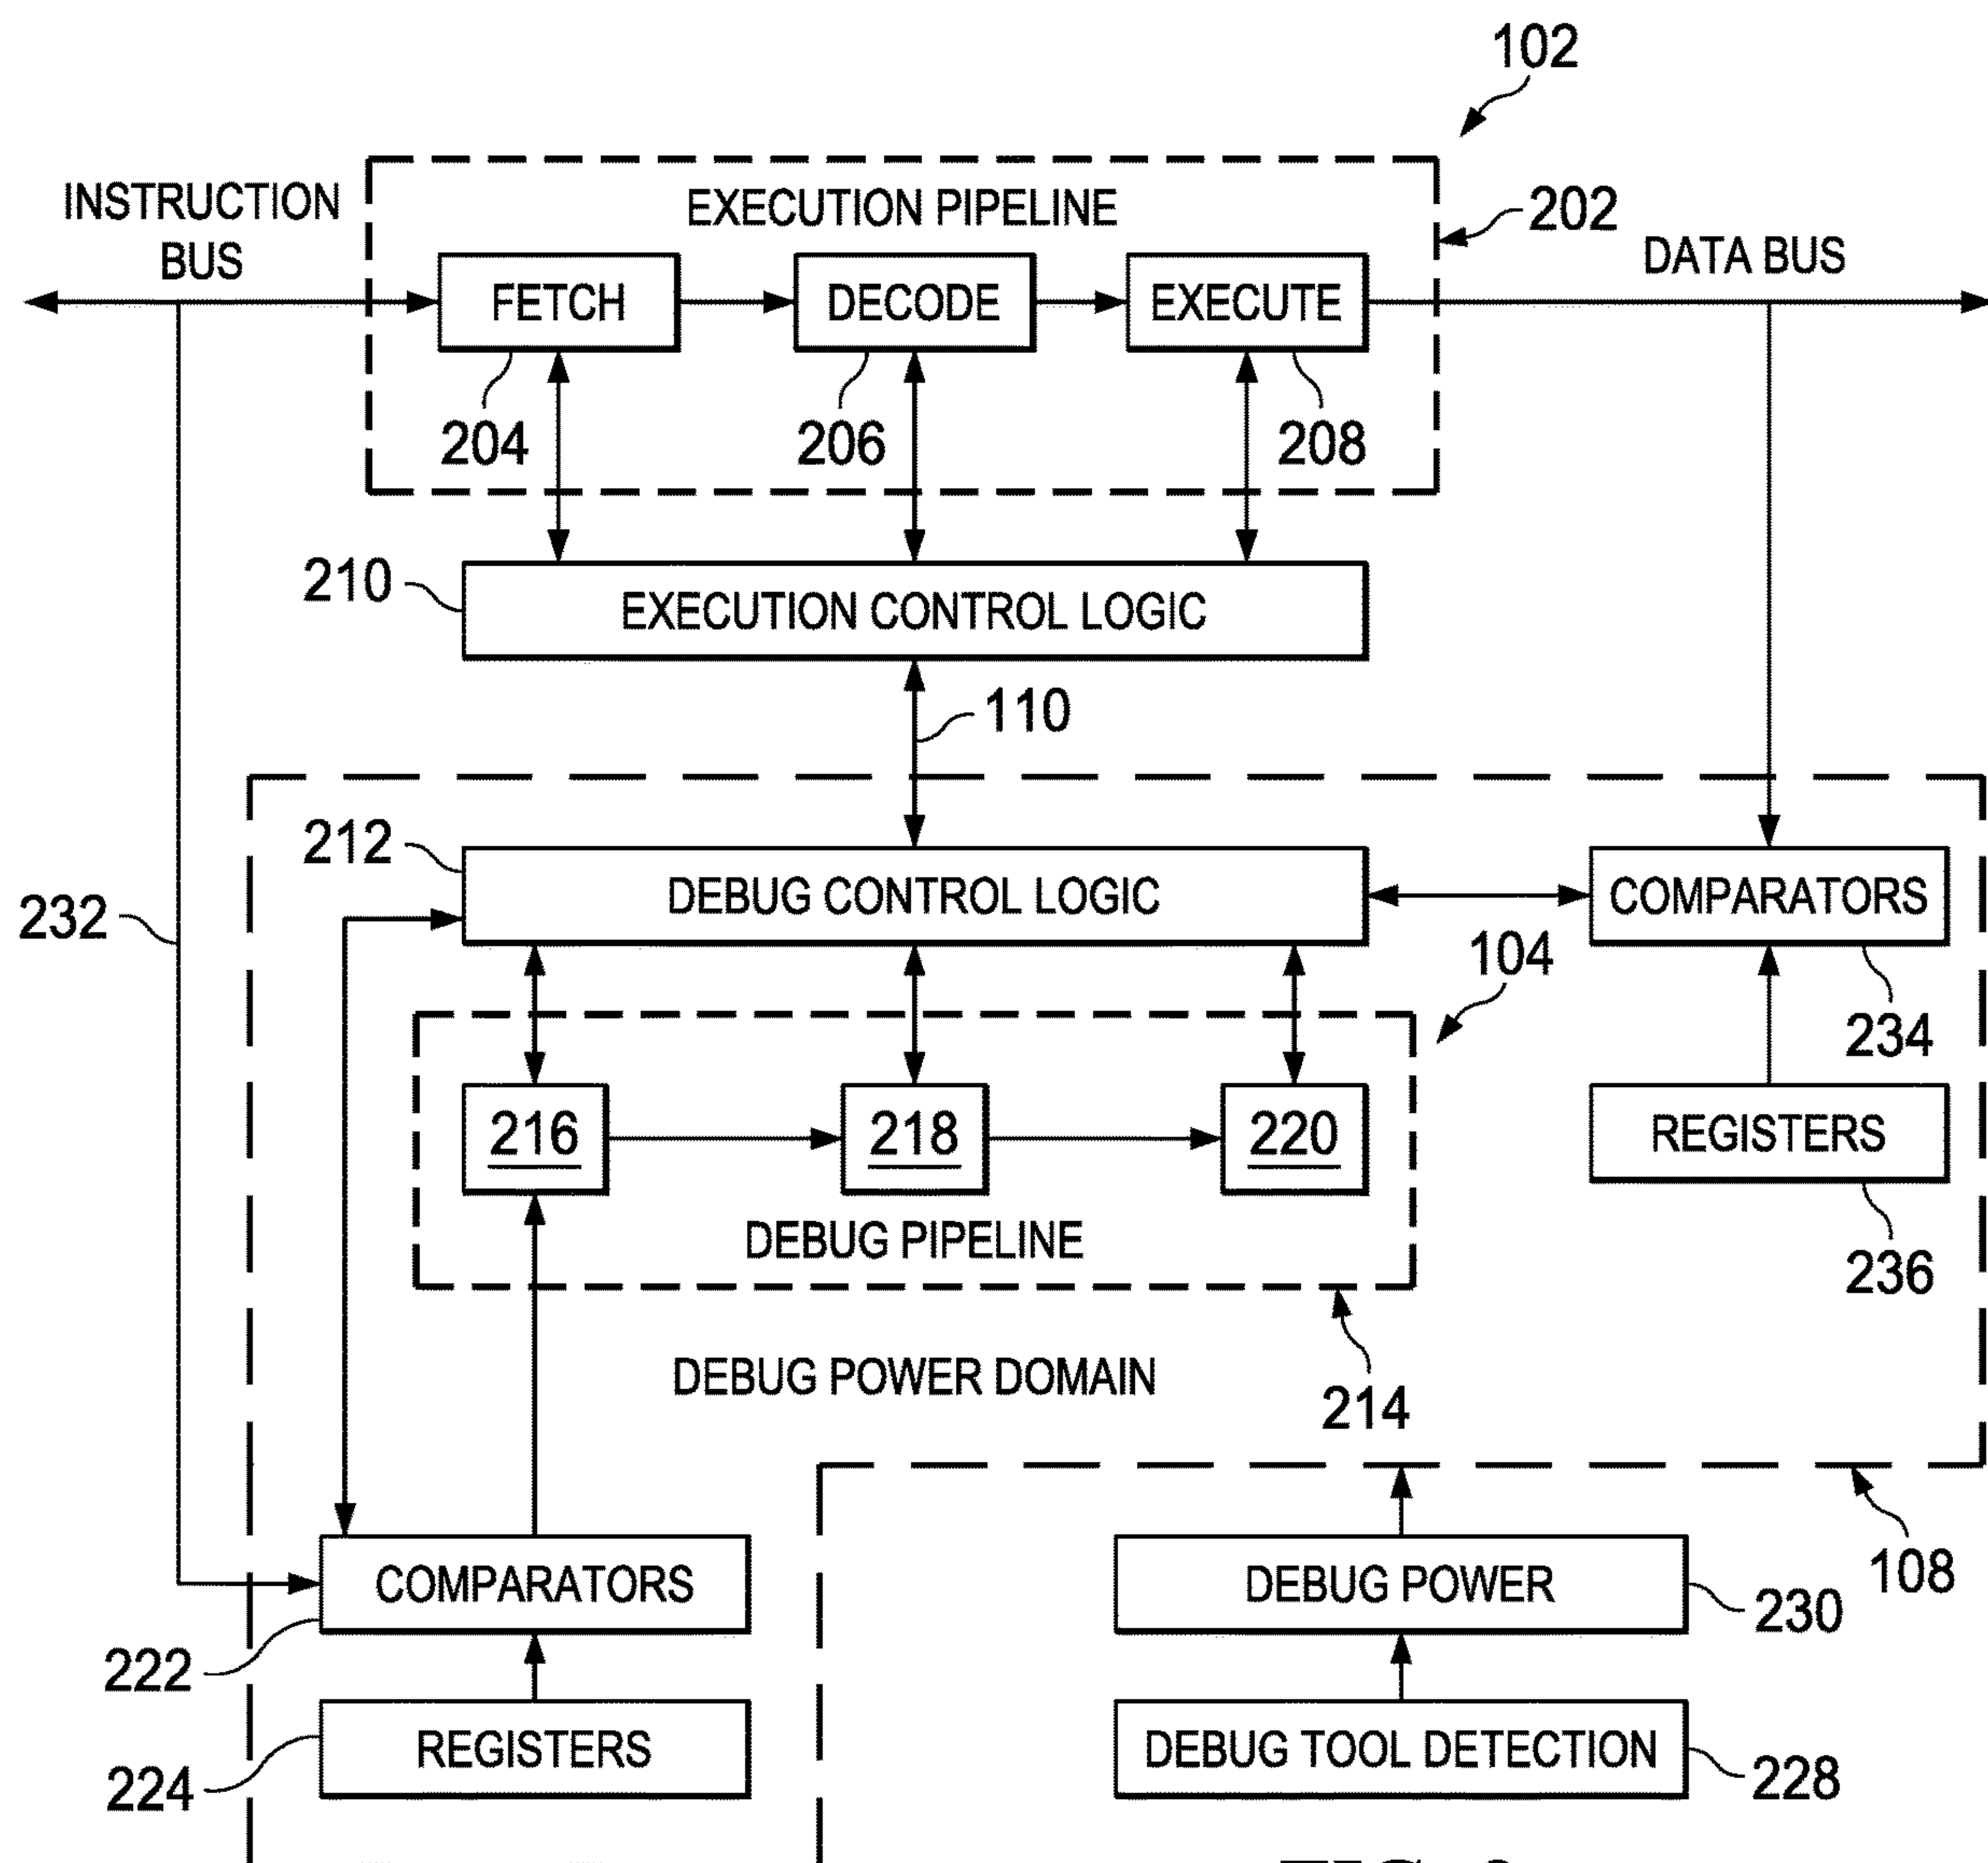 102
INSTRUCTION
BUS
EXECUTION PIPELINE
202
DATA BUS
FETCH
DECODE
EXECUTE
204
206
208
210
EXECUTION CONTROL LOGIC
110
212
DEBUG CONTROL LOGIC
COMPARATORS
232
104
234
216
218
220
REGISTERS
DEBUG PIPELINE
236
DEBUG POWER DOMAIN
214
COMPARATORS
DEBUG POWER
108
230
222
REGISTERS
DEBUG TOOL DETECTION
224
228